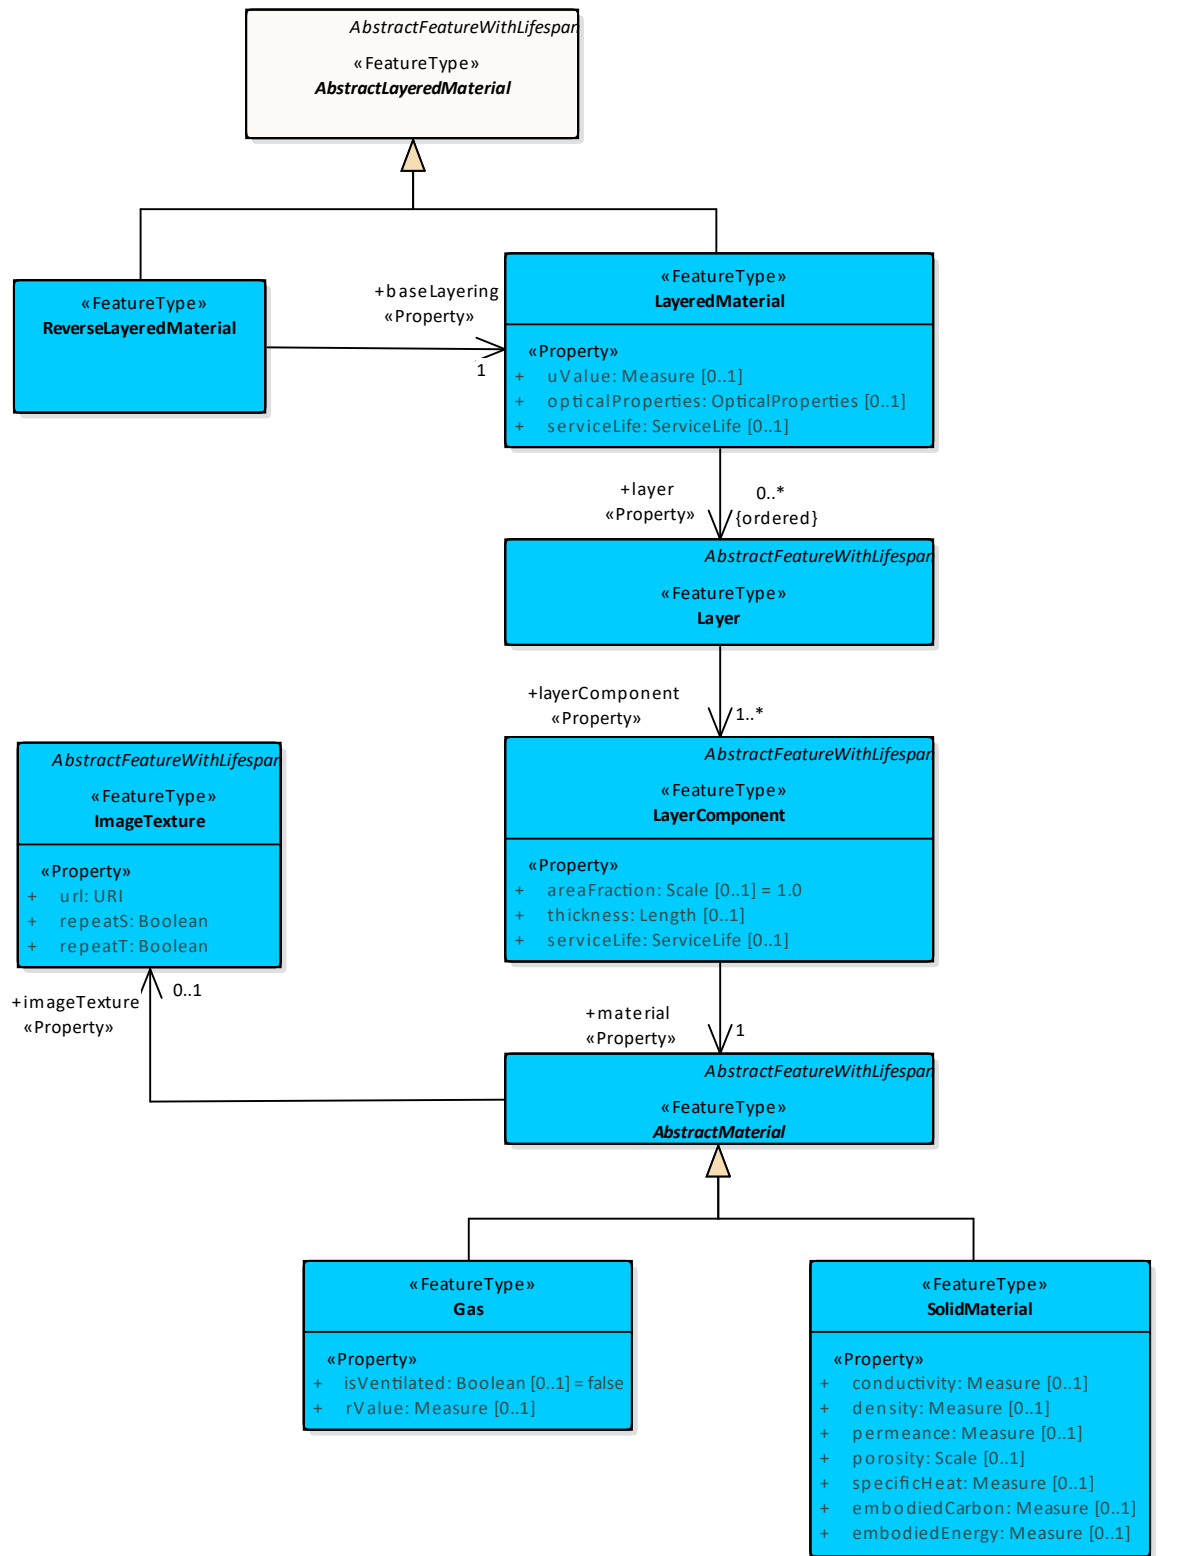 AbstractFeatureWithLifespan
«FeatureType»
AbstractLayeredMaterial
«FeatureType»
ReverseLayeredMaterial
+baseLayering
«Property»
1
«FeatureType»
LayeredMaterial
«Property»
+ uValue: Measure [0..1]
+ opticalProperties: OpticalProperties [0..1]
+ serviceLife: ServiceLife [0..1]
+layer
«Property»
0..*
{ordered}
AbstractFeatureWithLifespan
«FeatureType»
Layer
+layerComponent
«Property»
1..*
AbstractFeatureWithLifespan
«FeatureType»
ImageTexture
«Property»
+ url: URI
+ repeatS: Boolean
+ repeatT: Boolean
AbstractFeatureWithLifespan
«FeatureType»
LayerComponent
«Property»
+ areaFraction: Scale [0..1] = 1.0
+ thickness: Length [0..1]
+ serviceLife: ServiceLife [0..1]
+imageTexture
«Property»
0..1
+material
«Property»
1
AbstractFeatureWithLifespan
«FeatureType»
AbstractMaterial
«FeatureType»
Gas
«Property»
+ isVentilated: Boolean [0..1] = false
+ rValue: Measure [0..1]
«FeatureType»
SolidMaterial
«Property»
+ conductivity: Measure [0..1]
+ density: Measure [0..1]
+ permeance: Measure [0..1]
+ porosity: Scale [0..1]
+ specificHeat: Measure [0..1]
+ embodiedCarbon: Measure [0..1]
+ embodiedEnergy: Measure [0..1]